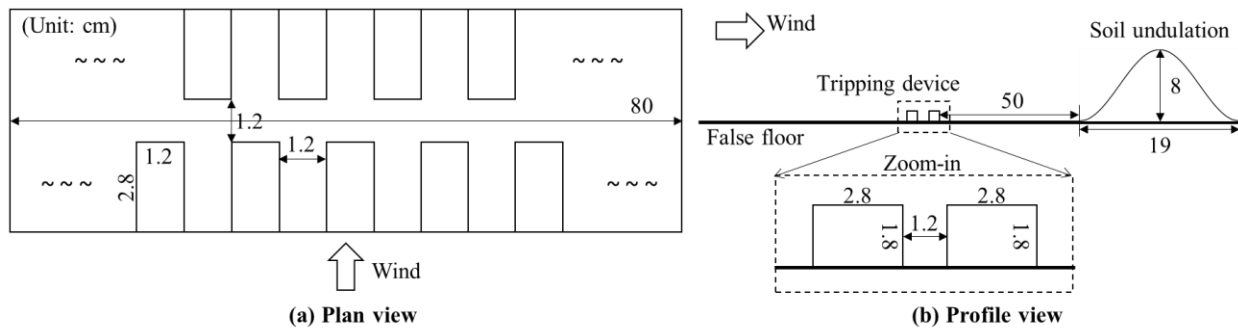 (Unit: cm)
~ ~ ~
~ ~ ~
80
1.2
1.2
1.2
2.8
~ ~ ~
~ ~ ~
Wind
(a) Plan view
Wind
Soil undulation
Tripping device
8
50
False floor
19
Zoom-in
2.8
2.8
1.2
1.8
1.8
(b) Profile view